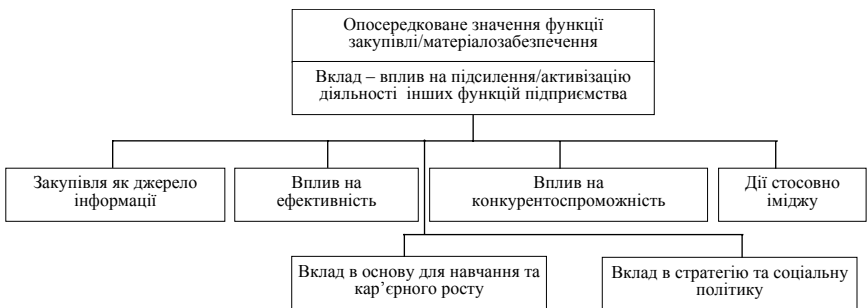 Опосередковане значення функції
закупівлі/матеріалозабезпечення
Вклад – вплив на підсилення/активізацію
діяльності інших функцій підприємства
Закупівля як джерело
інформації
Вплив на
ефективність
Вплив на
конкурентоспроможність
Дії стосовно
іміджу
Вклад в основу для навчання та
кар’єрного росту
Вклад в стратегію та соціальну
політику